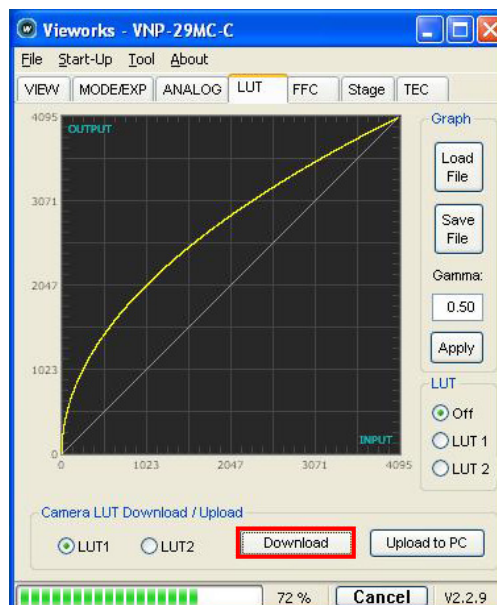 Vieworks - VNP-29MC-C
File Start-Up Tool About
VIEW MODE/EXP ANALOG LUT FFC Stage TEC
4095
OUTPUT
3071
2047
1023
0
INPUT
0 1023 2047 3071 4095
Graph
Load
File
Save
File
Gamma:
0.50
Apply
LUT
Off
LUT 1
LUT 2
Camera LUT Download / Upload
LUT1 LUT2 Download Upload to PC
72 % Cancel V2.2.9